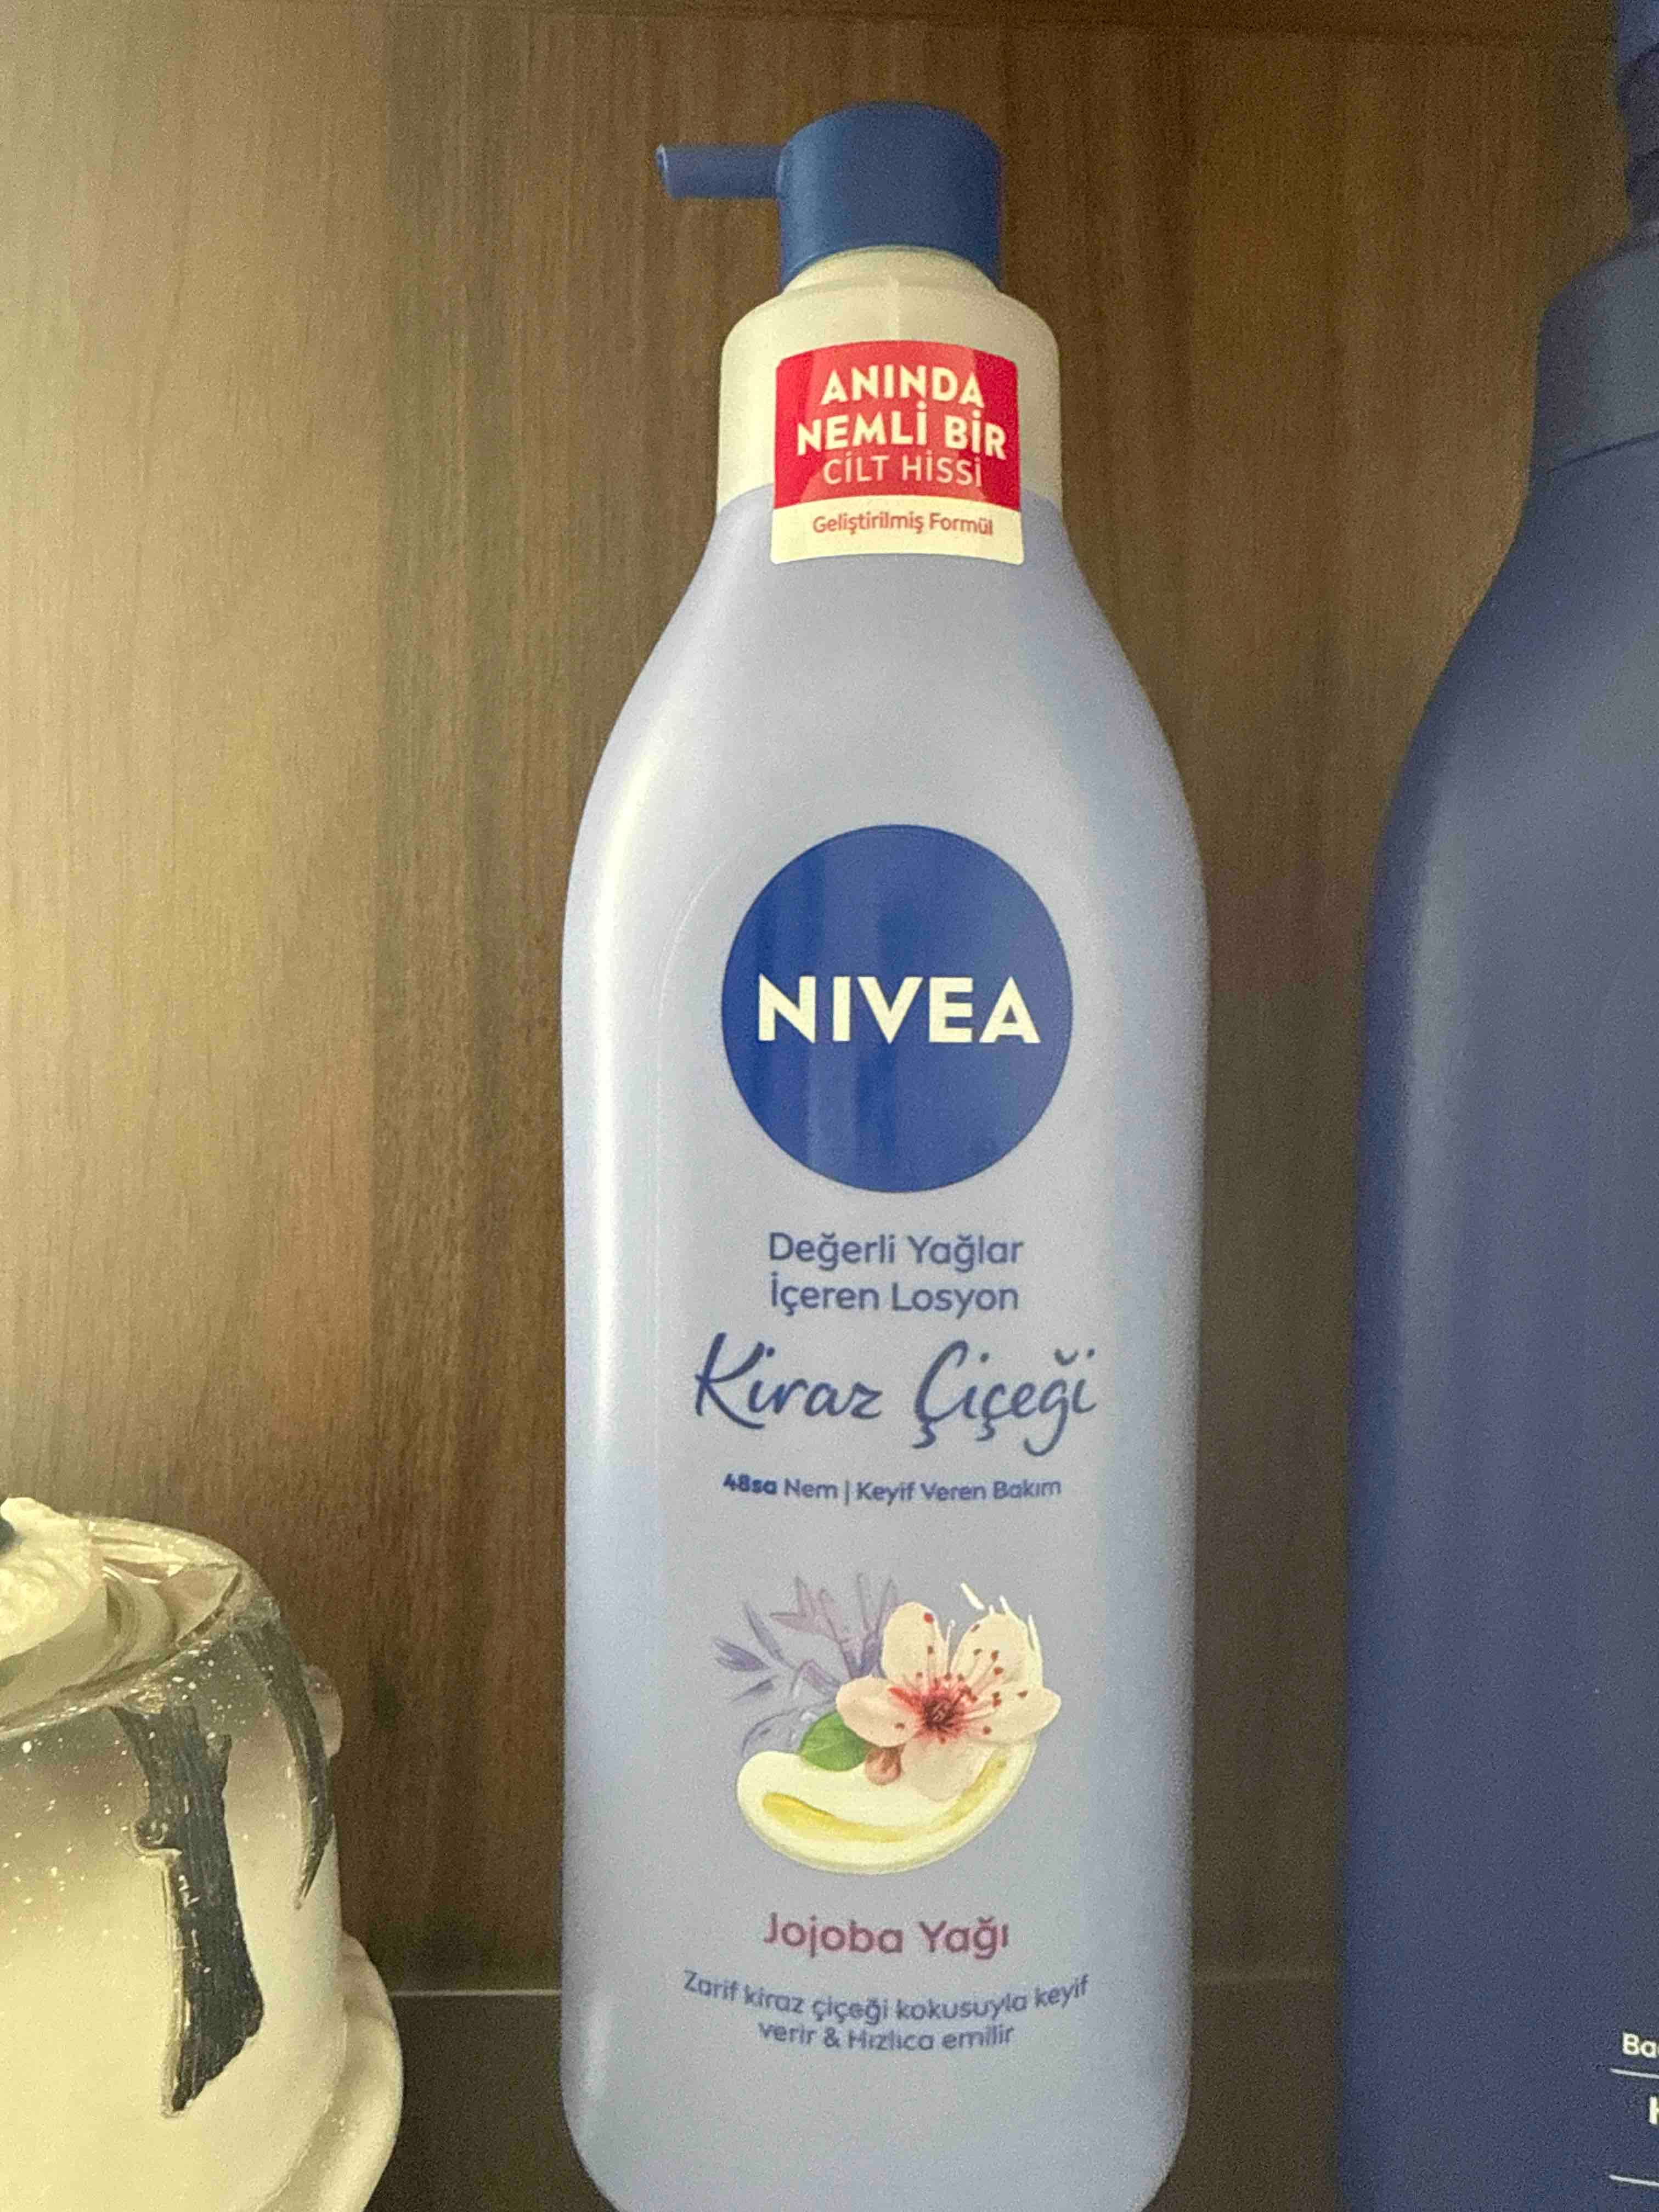 ANINDA
NEMLİ BİR
CİLT HİSSİ
Geliştirilmiş Formül
NIVEA
Değerli Yağlar
İçeren Losyon
Kiraz Çiçeği
48sa Nem | Keyif Veren Bakım
Jojoba Yağı
Zarif kiraz çiçeği kokusuyla keyif
verir & Hızlıca emilir